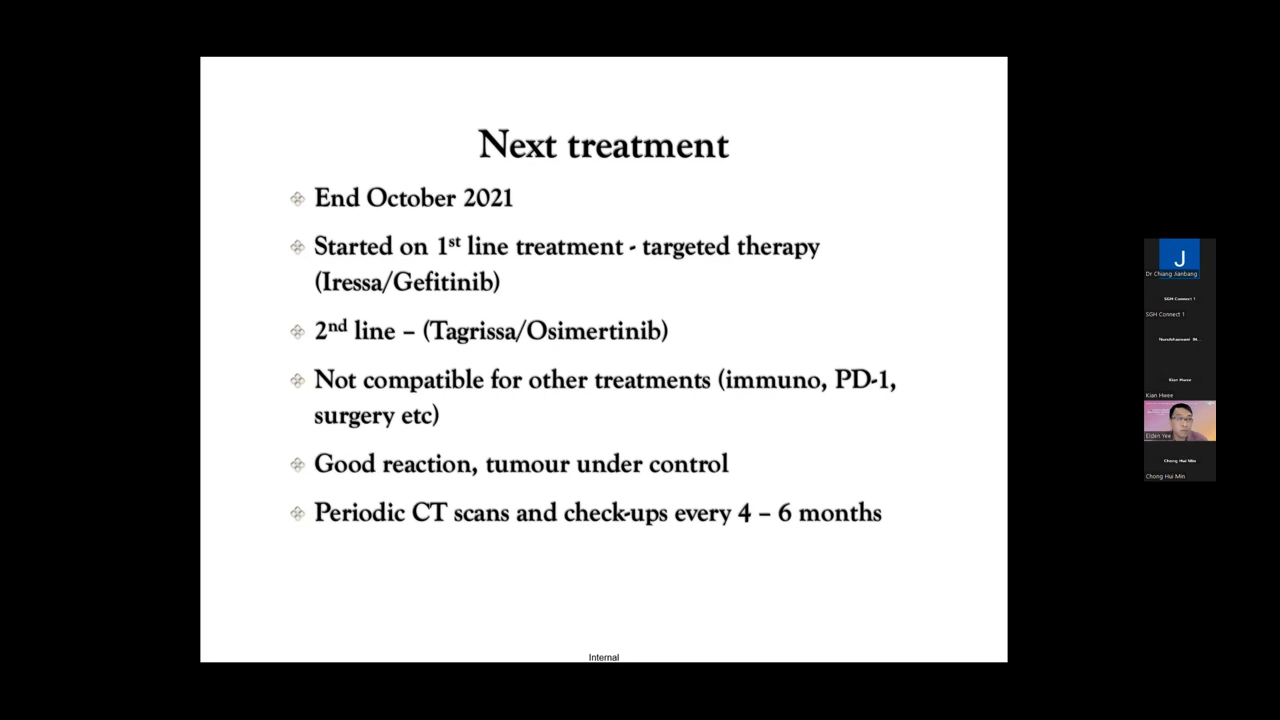 Next treatment
End October 2021
Started on 1st line treatment - targeted therapy
(Iressa/Gefitinib)
2nd line – (Tagrissa/Osimertinib)
Not compatible for other treatments (immuno, PD-1,
surgery etc)
Good reaction, tumour under control
Periodic CT scans and check-ups every 4 – 6 months
Internal
J
Dr Chiang Jianbang
SGH Connect 1
SGH Connect 1
Kian Hwee
Kian Hwee
Eldan Yee
Chong Hui Min
Chong Hui Min